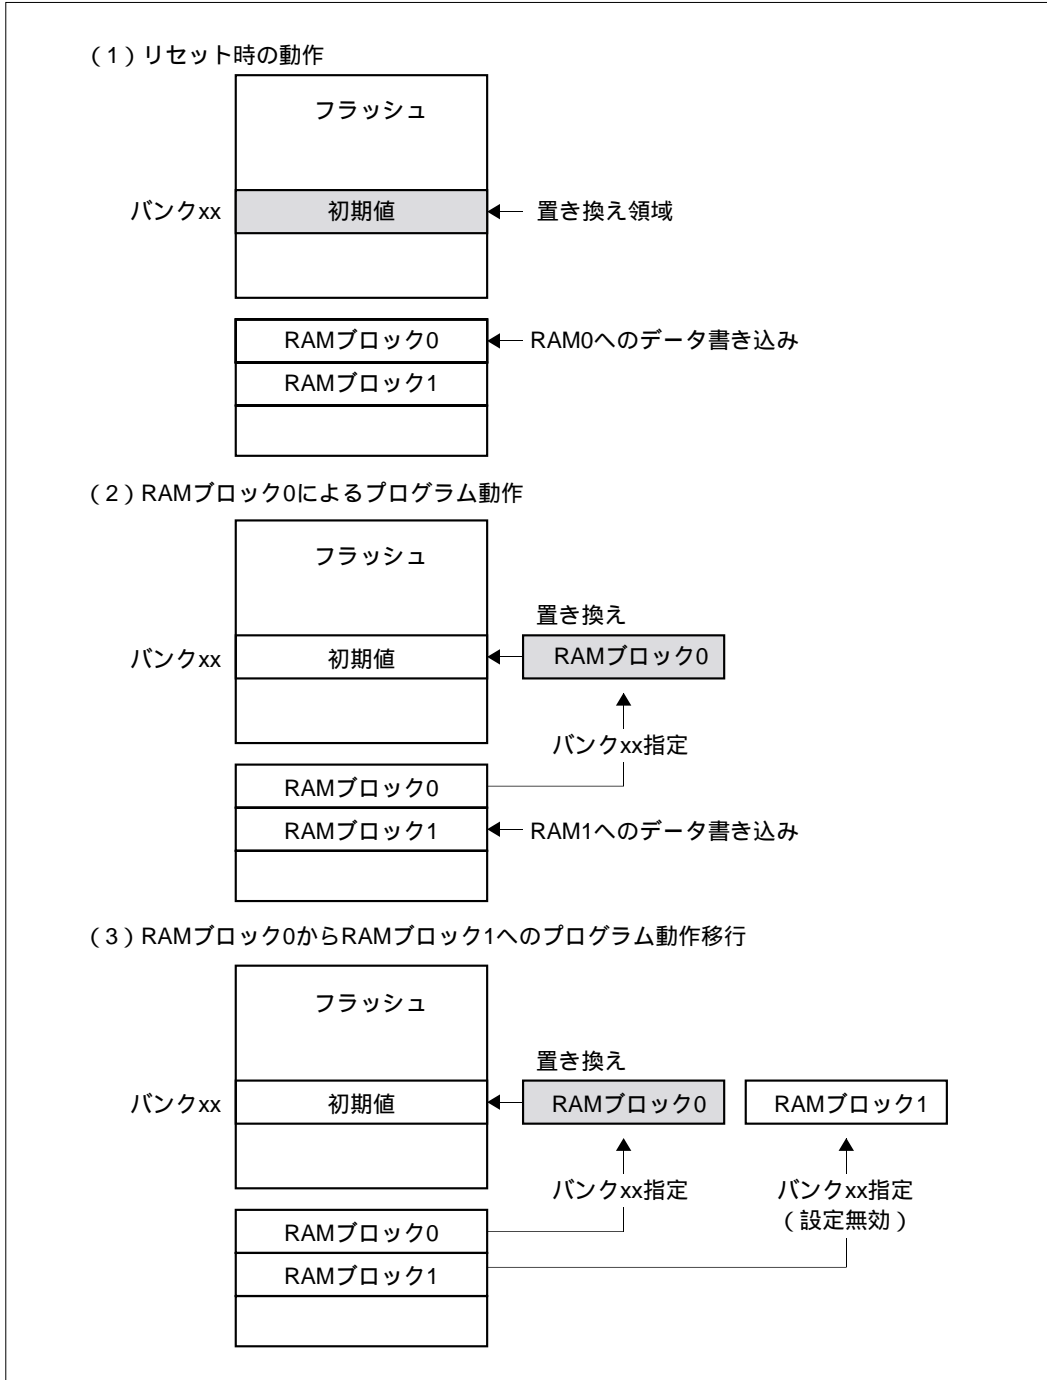 （1）リセット時の動作
フラッシュ
バンクxx 初期値 置き換え領域
RAMブロック0 RAM0へのデータ書き込み
RAMブロック1
（2）RAMブロック0によるプログラム動作
フラッシュ
置き換え
バンクxx 初期値 RAMブロック0
バンクxx指定
RAMブロック0
RAMブロック1 RAM1へのデータ書き込み
（3）RAMブロック0からRAMブロック1へのプログラム動作移行
フラッシュ
置き換え
バンクxx 初期値 RAMブロック0 RAMブロック1
バンクxx指定 バンクxx指定
（設定無効）
RAMブロック0
RAMブロック1